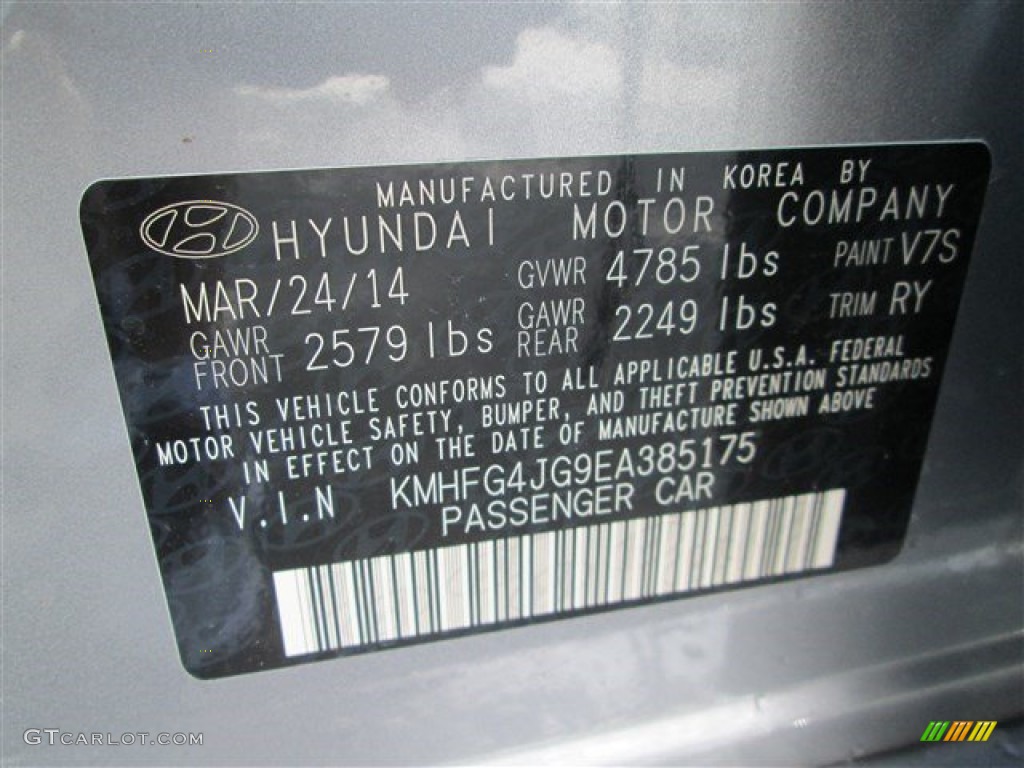 MANUFACTURED IN KOREA BY
HYUNDAI MOTOR COMPANY
MAR/24/14 GVWR 4785 lbs PAINT V7S
GAWR FRONT 2579 lbs GAWR REAR 2249 lbs TRIM RY
THIS VEHICLE CONFORMS TO ALL APPLICABLE U.S.A. FEDERAL
MOTOR VEHICLE SAFETY, BUMPER, AND THEFT PREVENTION STANDARDS
IN EFFECT ON THE DATE OF MANUFACTURE SHOWN ABOVE
V.I.N KMHFG4JG9EA385175
PASSENGER CAR
GTCARLOT.COM